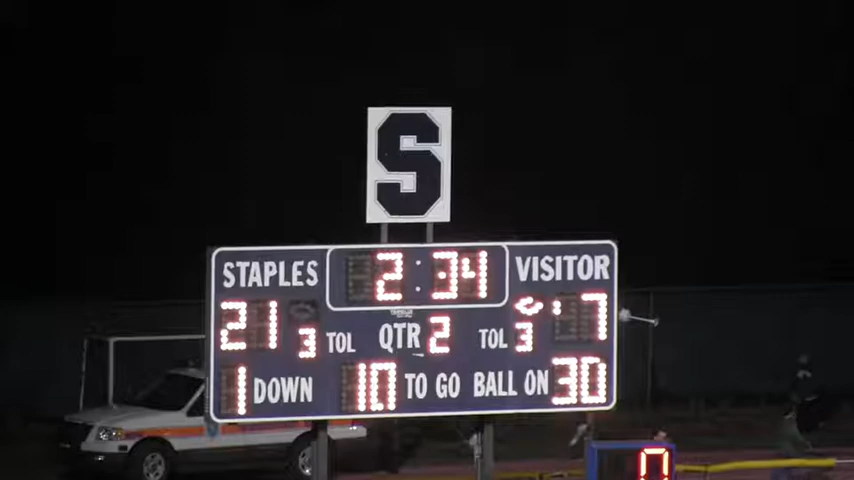 S
STAPLES 2:34 VISITOR
21 3 TOL QTR 2 TOL 3 7
1 DOWN 10 TO GO BALL ON 30
0